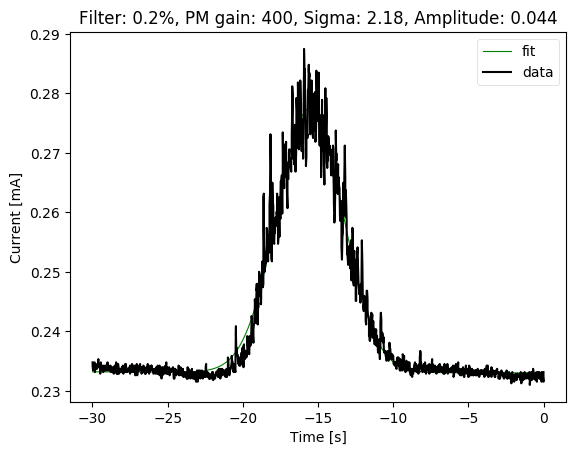 Filter: 0.2%, PM gain: 400, Sigma: 2.18, Amplitude: 0.044
fit
data
Current [mA]
0.29
0.28
0.27
0.26
0.25
0.24
0.23
−30 −25 −20 −15 −10 −5 0
Time [s]